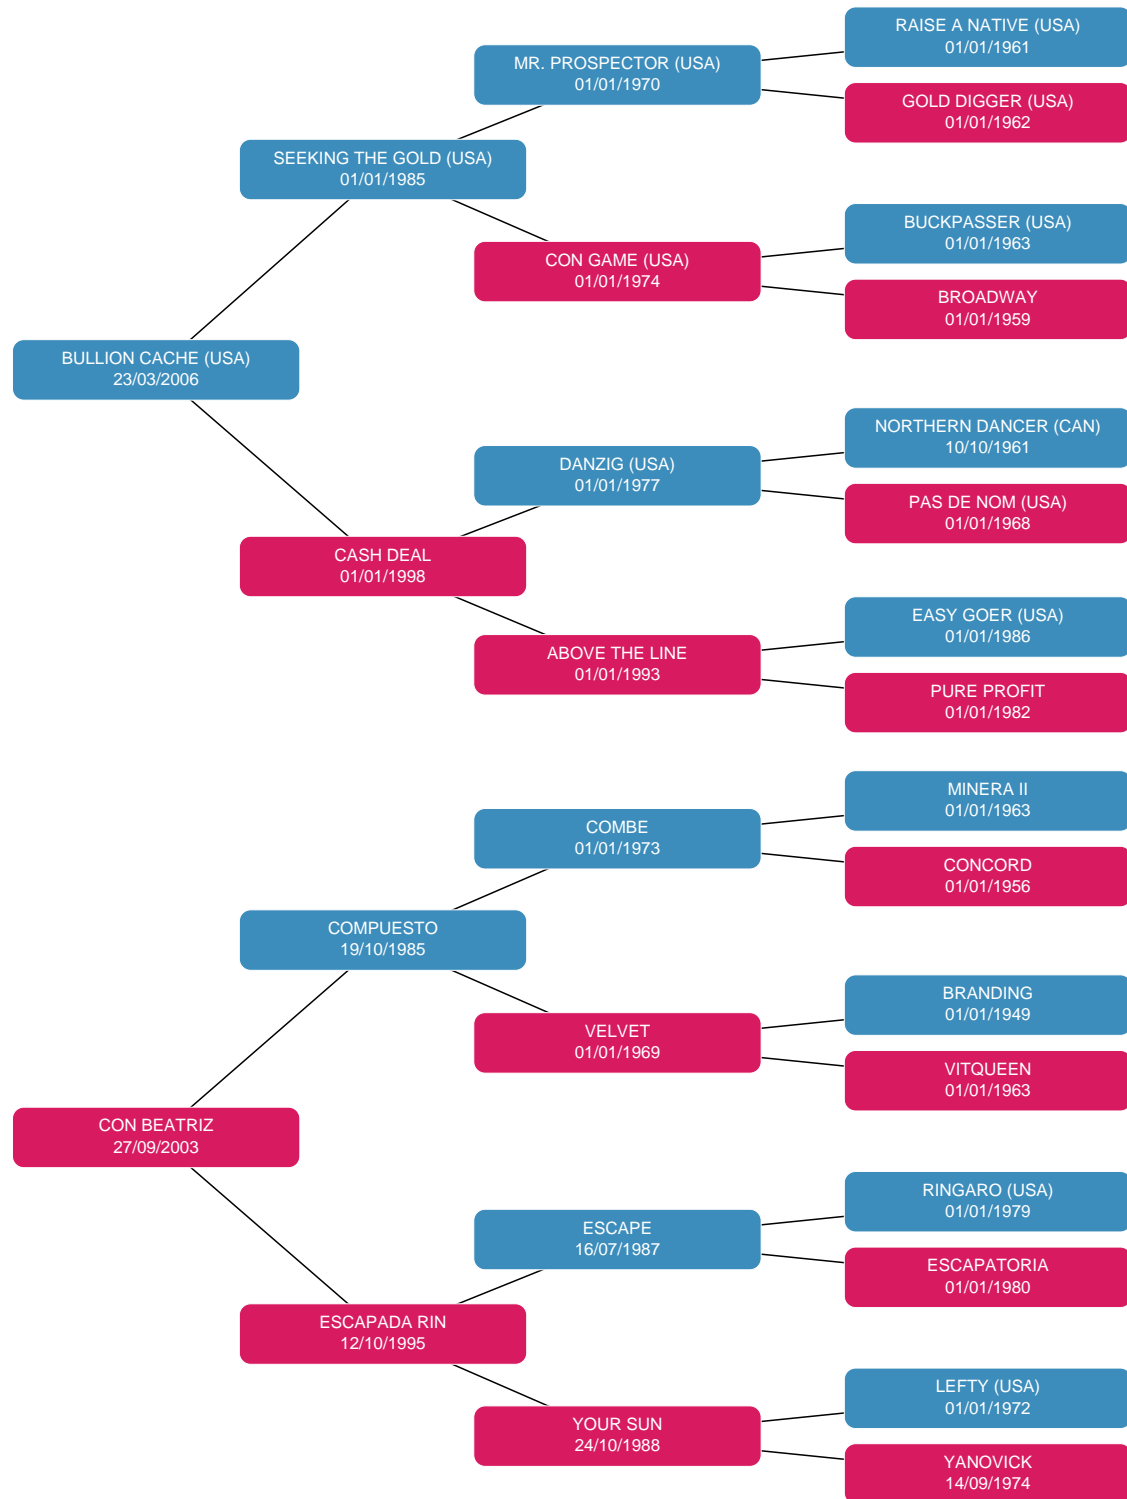 RAISE A NATIVE (USA)
01/01/1961
MR. PROSPECTOR (USA)
01/01/1970
GOLD DIGGER (USA)
01/01/1962
SEEKING THE GOLD (USA)
01/01/1985
BUCKPASSER (USA)
01/01/1963
CON GAME (USA)
01/01/1974
BROADWAY
01/01/1959
BULLION CACHE (USA)
23/03/2006
NORTHERN DANCER (CAN)
10/10/1961
DANZIG (USA)
01/01/1977
PAS DE NOM (USA)
01/01/1968
CASH DEAL
01/01/1998
EASY GOER (USA)
01/01/1986
ABOVE THE LINE
01/01/1993
PURE PROFIT
01/01/1982
MINERA II
01/01/1963
COMBE
01/01/1973
CONCORD
01/01/1956
COMPUESTO
19/10/1985
BRANDING
01/01/1949
VELVET
01/01/1969
VITQUEEN
01/01/1963
CON BEATRIZ
27/09/2003
RINGARO (USA)
01/01/1979
ESCAPE
16/07/1987
ESCAPATORIA
01/01/1980
ESCAPADA RIN
12/10/1995
LEFTY (USA)
01/01/1972
YOUR SUN
24/10/1988
YANOVICK
14/09/1974